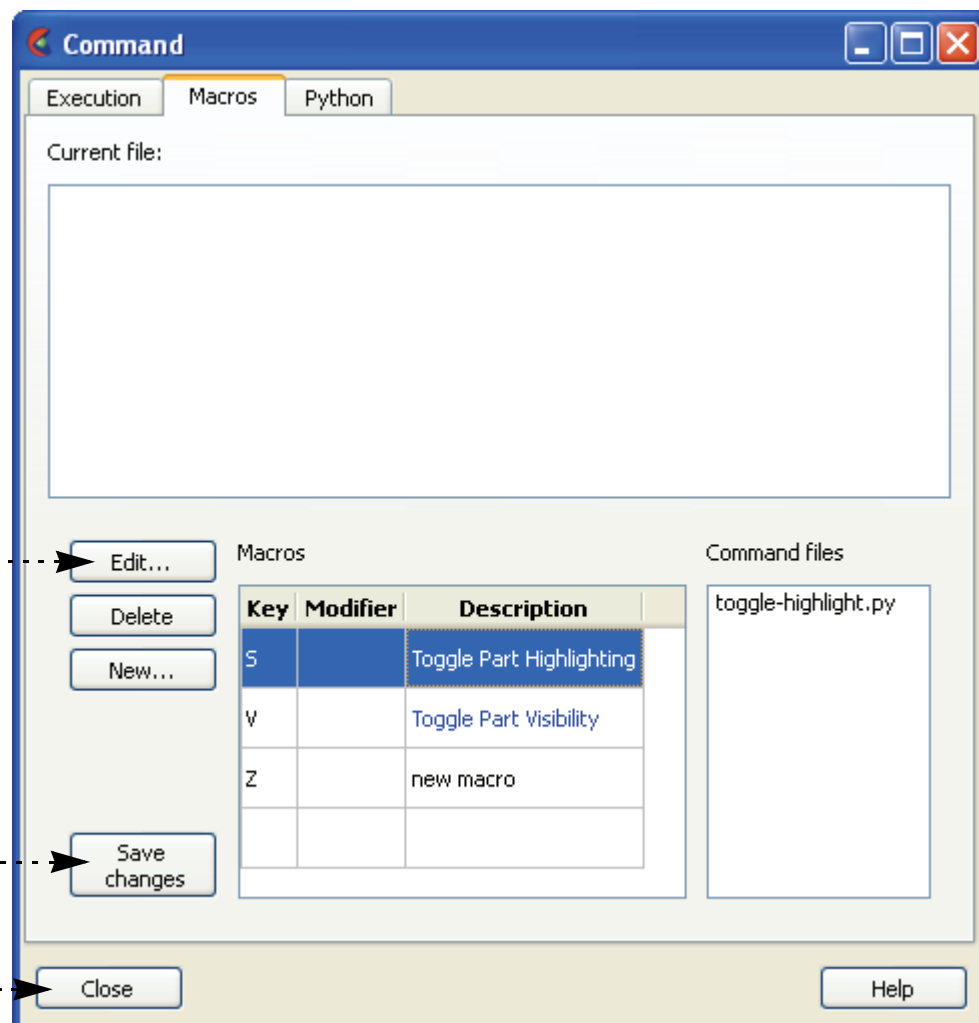 Command
Execution Macros Python
Current file:
Edit...
Delete
New...
Save
changes
Macros
Key Modifier Description
S Toggle Part Highlighting
V Toggle Part Visibility
Z new macro
Command files
toggle-highlight.py
Close
Help